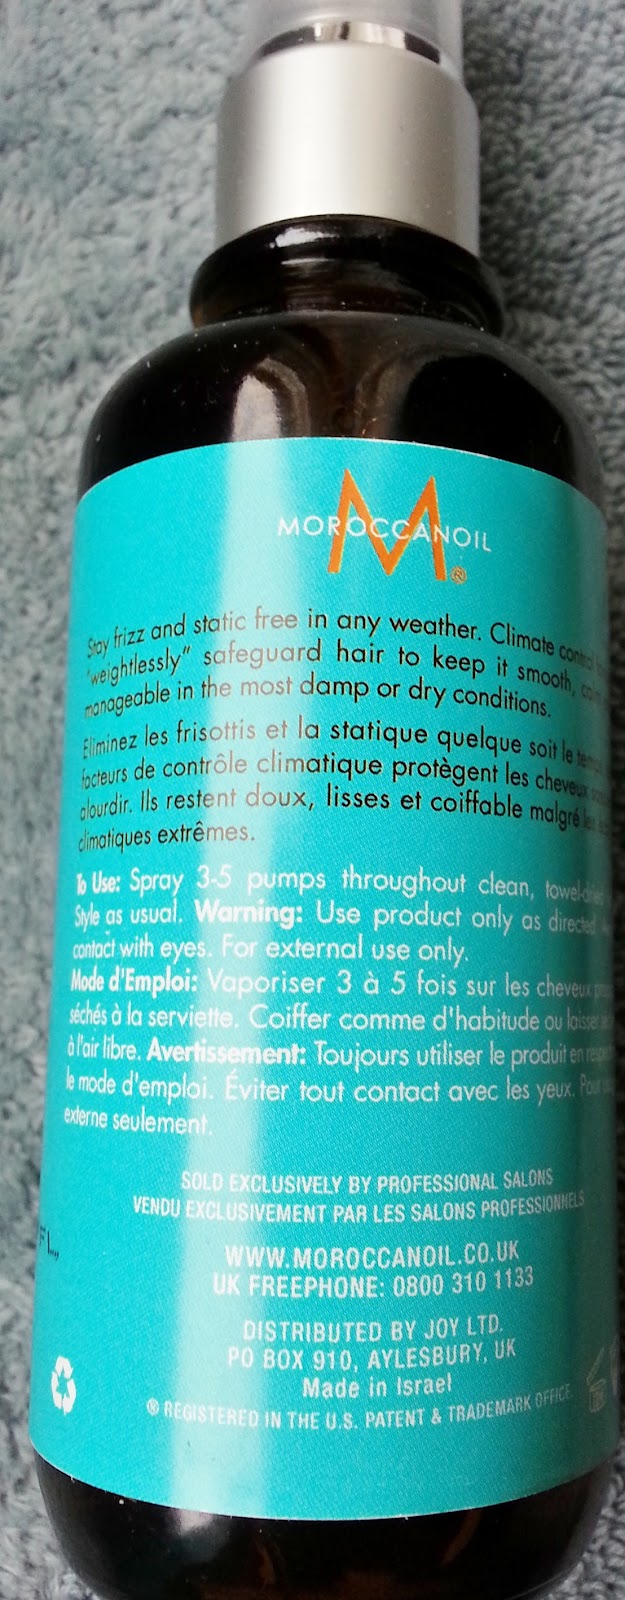 M
MOROCCANOIL
®
Stay frizz and static free in any weather. Climate control
"weightlessly" safeguard hair to keep it smooth,
manageable in the most damp or dry conditions.
Éliminez les frisottis et la statique quelque soit le temps
facteurs de contrôle climatique protègent les cheveux sans
alourdir. Ils restent doux, lisses et coiffable malgré les
climatiques extrêmes.
To Use: Spray 3-5 pumps throughout clean, towel-dried
Style as usual. Warning: Use product only as directed.
contact with eyes. For external use only.
Mode d'Emploi: Vaporiser 3 à 5 fois sur les cheveux
séchés à la serviette. Coiffer comme d'habitude ou laisser
à l'air libre. Avertissement: Toujours utiliser le produit en
le mode d'emploi. Éviter tout contact avec les yeux. Pour
externe seulement.
SOLD EXCLUSIVELY BY PROFESSIONAL SALONS
VENDU EXCLUSIVEMENT PAR LES SALONS PROFESSIONNELS
WWW.MOROCCANOIL.CO.UK
UK FREEPHONE: 0800 310 1133
DISTRIBUTED BY JOY LTD.
PO BOX 910, AYLESBURY, UK
Made in Israel
® REGISTERED IN THE U.S. PATENT & TRADEMARK OFFICE.